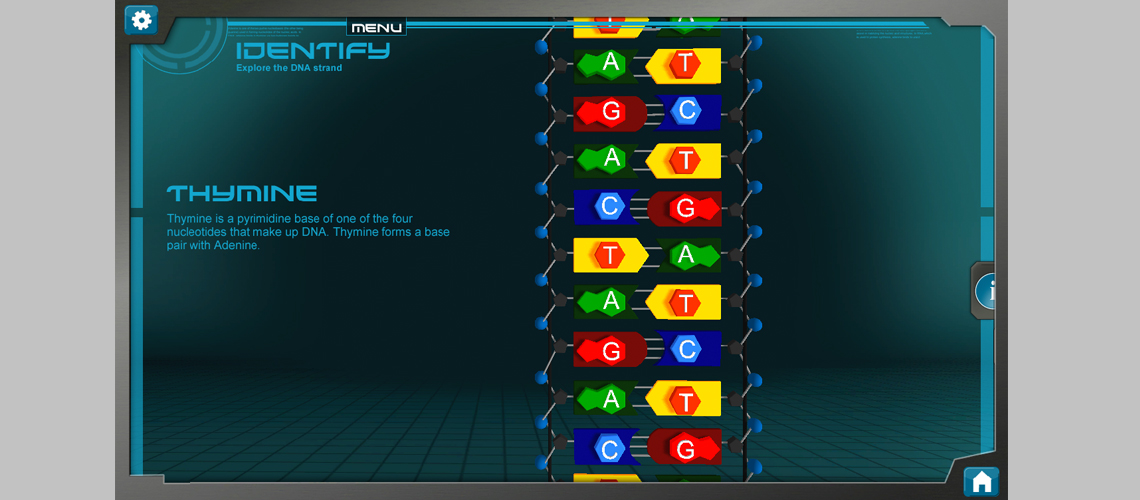 MENU
IDENTIFY
Explore the DNA strand
T A
A T
G C
A T
C G
T A
A T
G C
A T
C G
THYMINE
Thymine is a pyrimidine base of one of the four
nucleotides that make up DNA. Thymine forms a base
pair with Adenine.
i